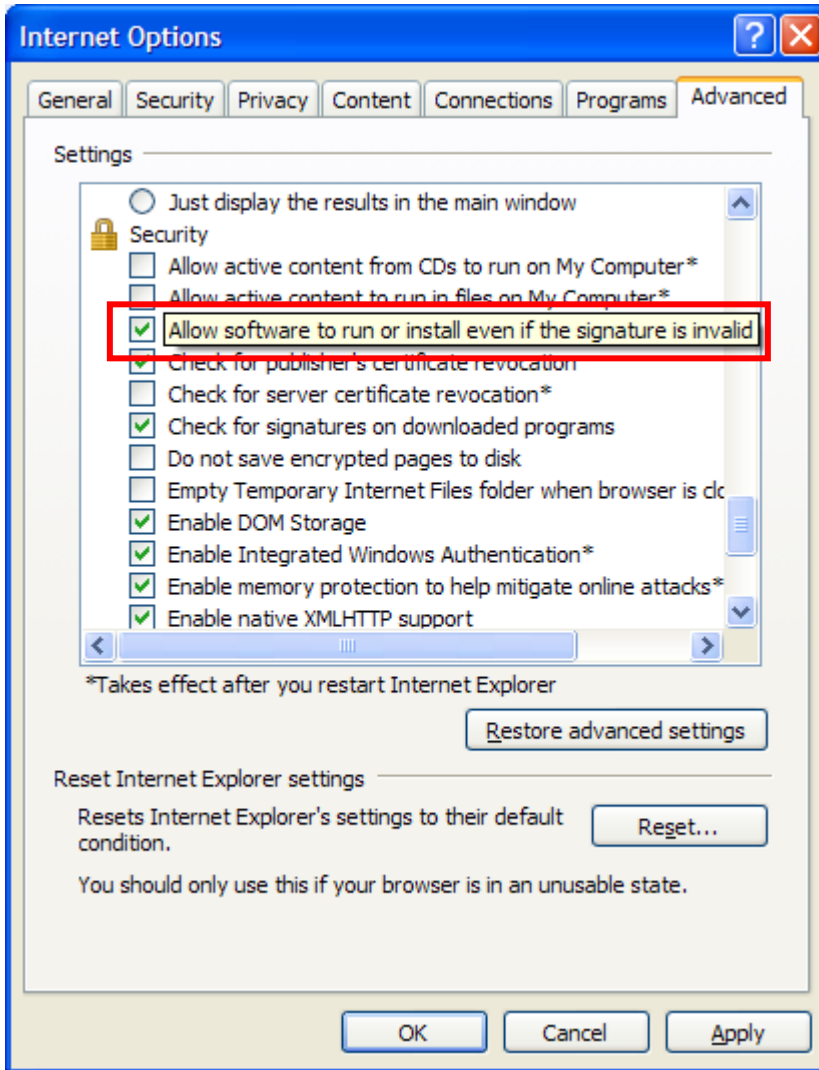 Internet Options
General Security Privacy Content Connections Programs Advanced
Settings
Just display the results in the main window
Security
Allow active content from CDs to run on My Computer*
Allow active content to run in files on My Computer*
Allow software to run or install even if the signature is invalid
Check for publisher's certificate revocation
Check for server certificate revocation*
Check for signatures on downloaded programs
Do not save encrypted pages to disk
Empty Temporary Internet Files folder when browser is clo
Enable DOM Storage
Enable Integrated Windows Authentication*
Enable memory protection to help mitigate online attacks*
Enable native XMLHTTP support
*Takes effect after you restart Internet Explorer
Restore advanced settings
Reset Internet Explorer settings
Resets Internet Explorer's settings to their default
condition.
Reset...
You should only use this if your browser is in an unusable state.
OK Cancel Apply